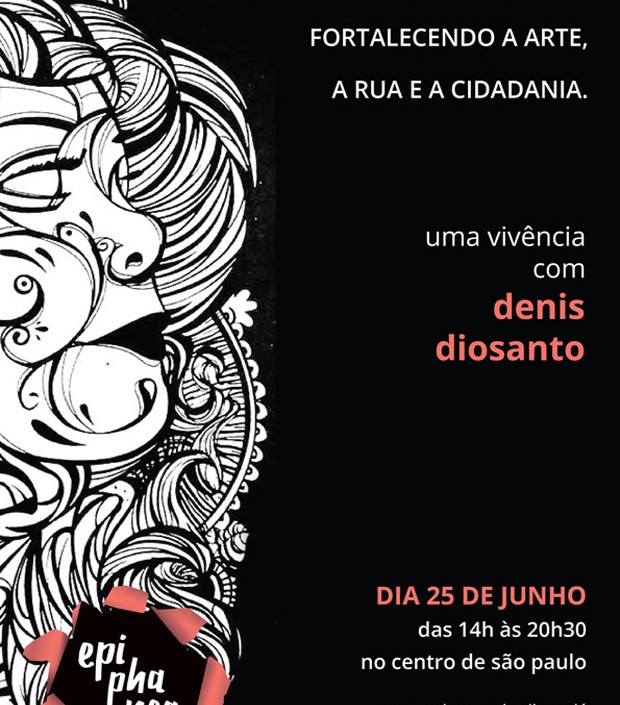 FORTALECENDO A ARTE,
A RUA E A CIDADANIA.
uma vivência
com
denis
diosanto
DIA 25 DE JUNHO
das 14h às 20h30
no centro de são paulo
epi
pha